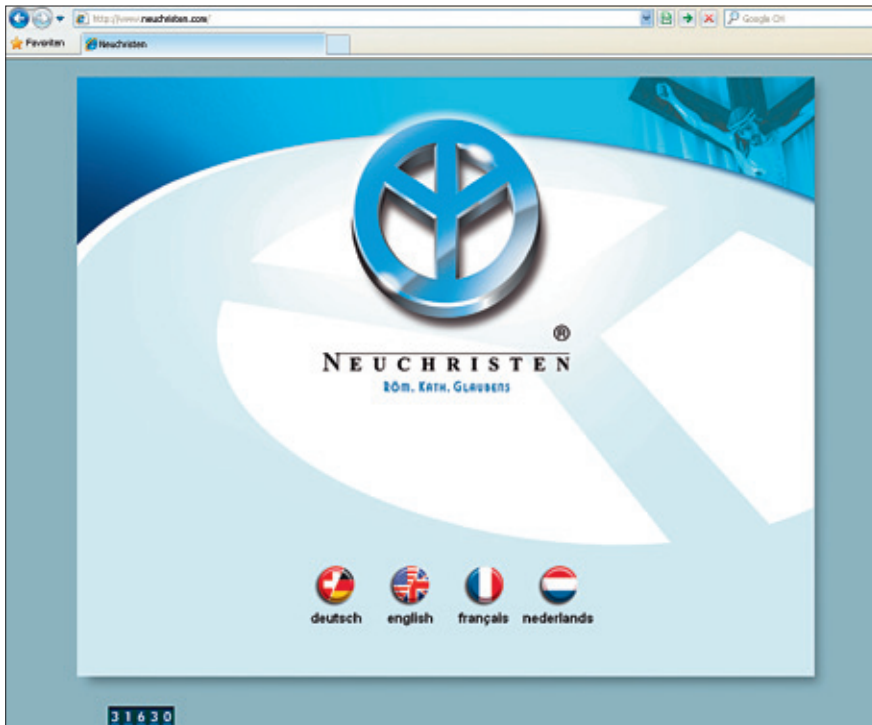 http://www.neuchristen.com/
Google
Favoriten
Neuchristen
®
NEUCHRISTEN
RÖM. KATH. GLAUBENS
deutsch english français nederlands
31630